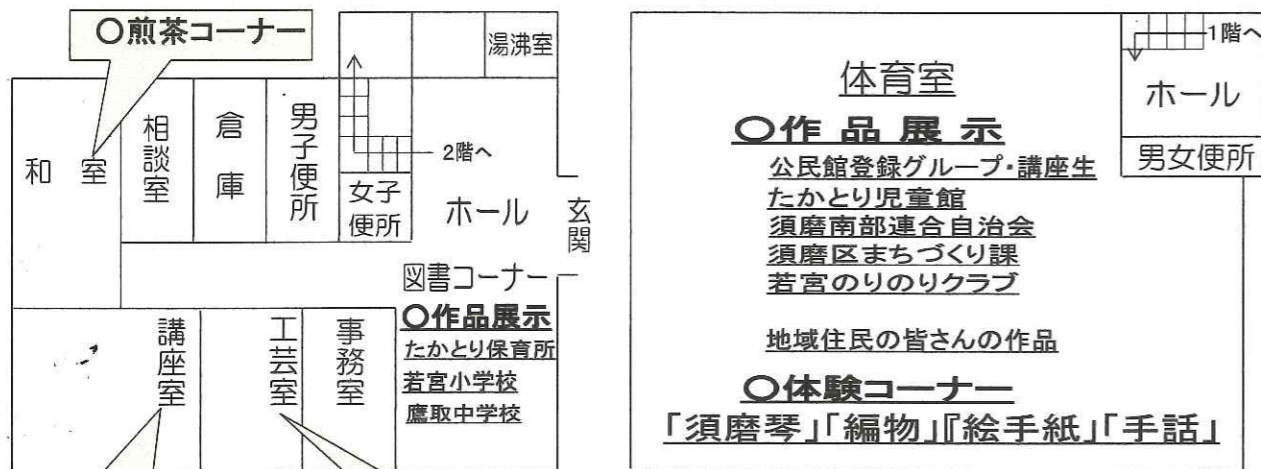 〇煎茶コーナー
湯沸室
和室
相談室
倉庫
男子便所
2階へ
女子便所
ホール
玄関
図書コーナー
〇作品展示
たかとり保育所
若宮小学校
鷹取中学校
講座室
工芸室
事務室
1階へ
ホール
男女便所
体育室
〇作品展示
公民館登録グループ・講座生
たかとり児童館
須磨南部連合自治会
須磨区まちづくり課
若宮のりのりクラブ
地域住民の皆さんの作品
〇体験コーナー
「須磨琴」「編物」『絵手紙」「手話」